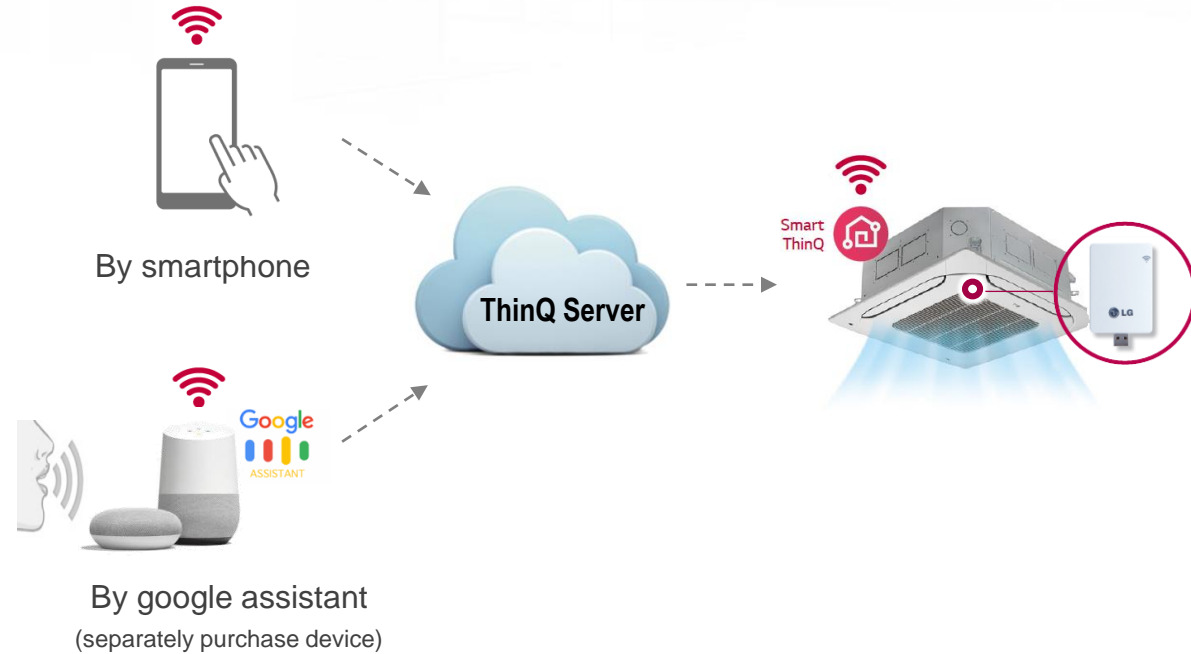 By smartphone
ThinQ Server
Smart
ThinQ
LG
Google
ASSISTANT
By google assistant
(separately purchase device)